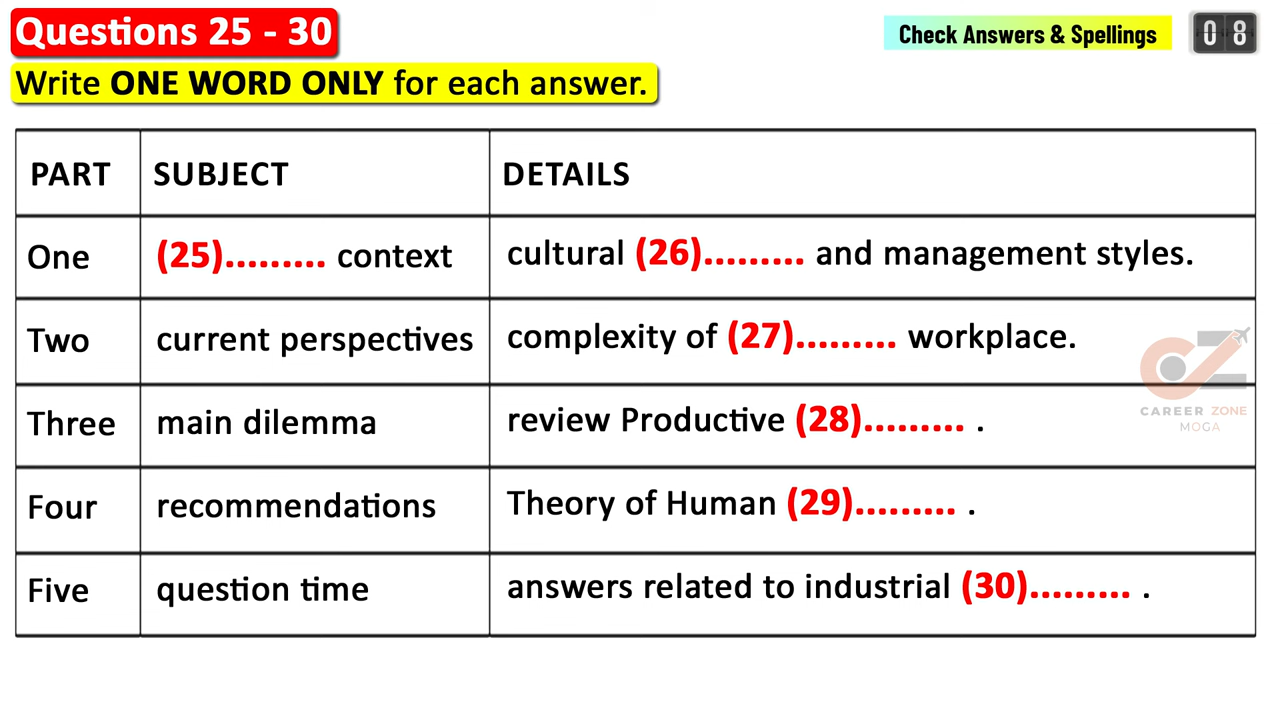 Questions 25 - 30
Check Answers & Spellings
08
Write ONE WORD ONLY for each answer.
PART SUBJECT DETAILS
One (25)......... context cultural (26)......... and management styles.
Two current perspectives complexity of (27)......... workplace.
Three main dilemma review Productive (28)......... .
Four recommendations Theory of Human (29)......... .
Five question time answers related to industrial (30)......... .
CAREER ZONE
MOGA